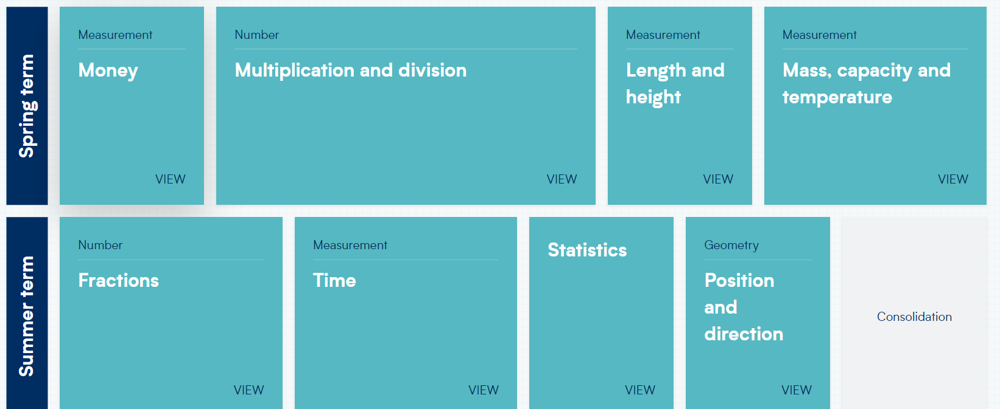 Spring term
Measurement
Money
VIEW
Number
Multiplication and division
VIEW
Measurement
Length and
height
VIEW
Measurement
Mass, capacity and
temperature
VIEW
Summer term
Number
Fractions
VIEW
Measurement
Time
VIEW
Statistics
VIEW
Geometry
Position
and
direction
VIEW
Consolidation